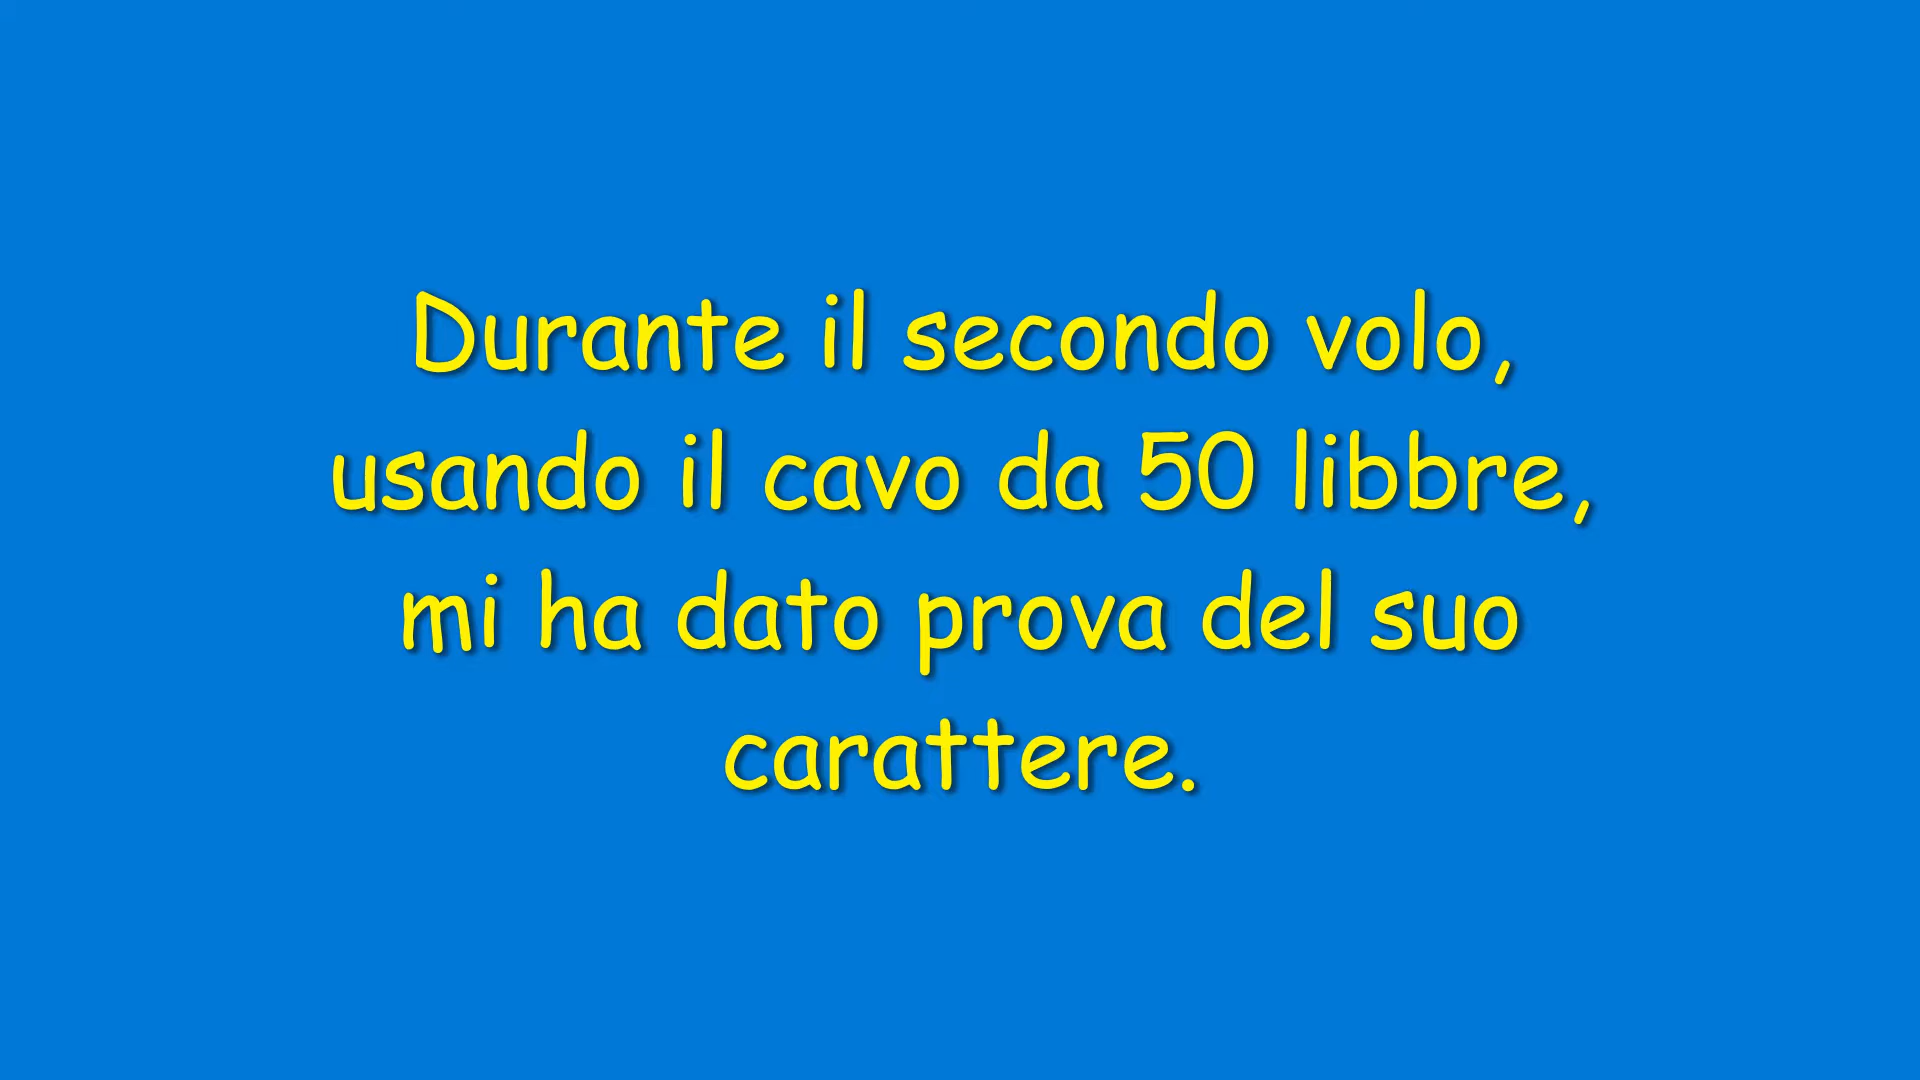 Durante il secondo volo,
usando il cavo da 50 libbre,
mi ha dato prova del suo
carattere.